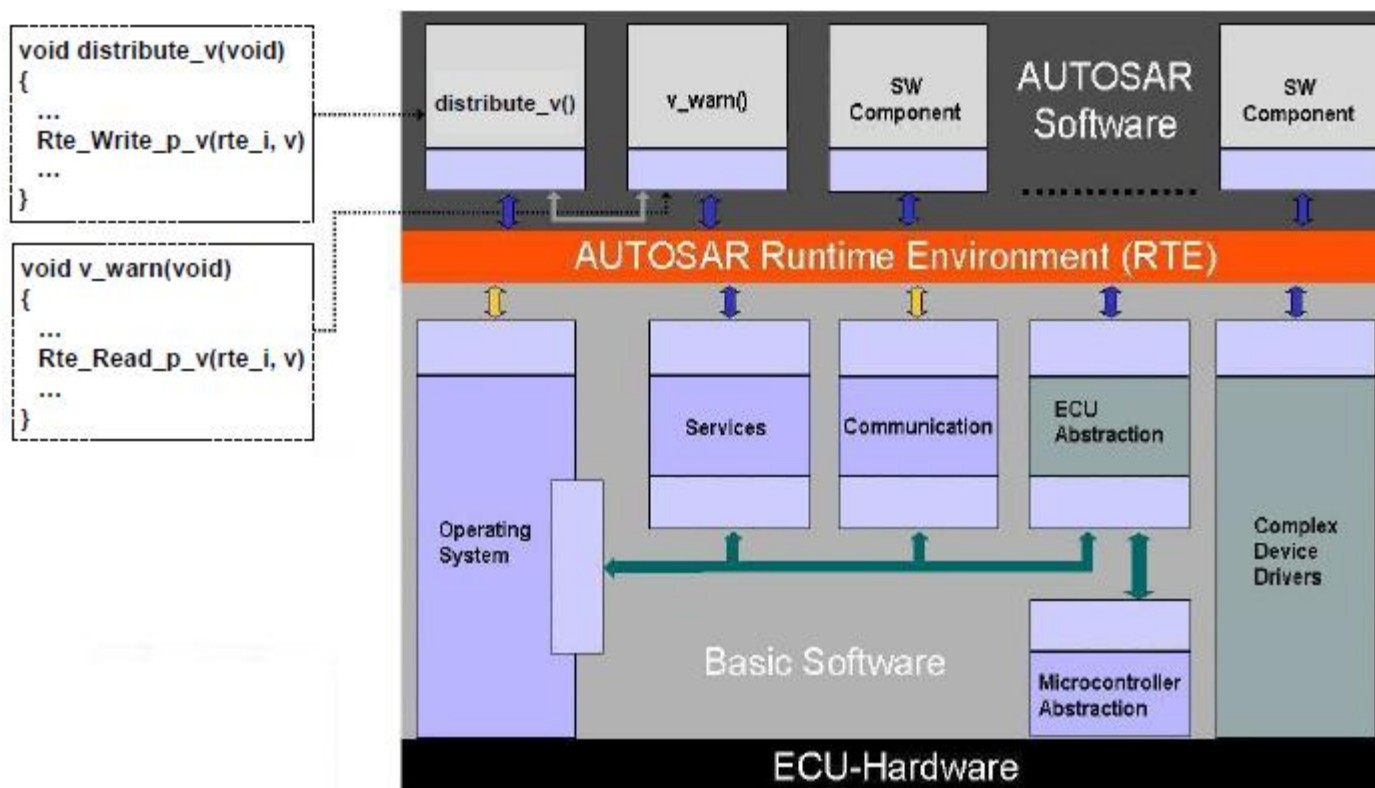 void distribute_v(void)
{
...
Rte_Write_p_v(rte_i, v)
...
}
void v_warn(void)
{
...
Rte_Read_p_v(rte_i, v)
...
}
distribute_v()
v_warn()
SW
Component
AUTOSAR
Software
SW
Component
AUTOSAR Runtime Environment (RTE)
Operating
System
Services
Communication
ECU
Abstraction
Complex
Device
Drivers
Basic Software
Microcontroller
Abstraction
ECU-Hardware